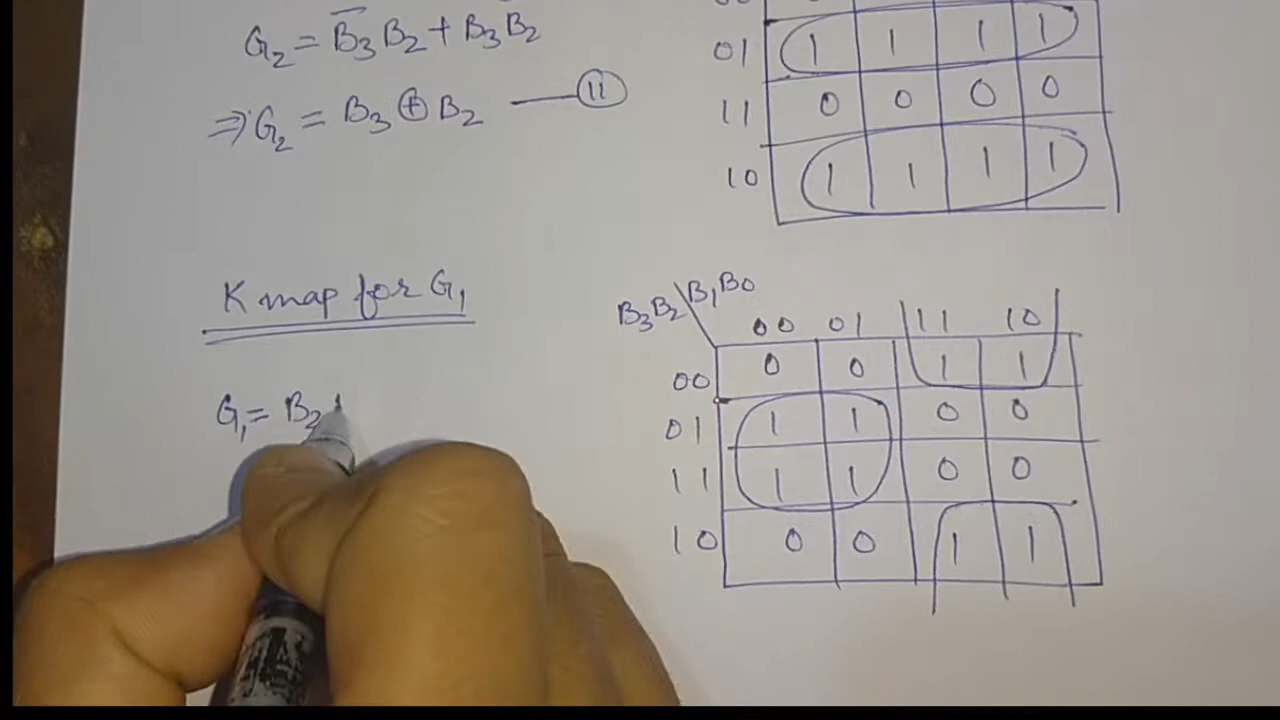 G₂ = B̅₃ B₂ + B₃ B̅₂
⇒ G₂ = B₃ ⊕ B₂ — (ii)
01 1 1 1 1
11 0 0 0 0
10 1 1 1 1
K map for G₁
B₃B₂ \ B₁B0
00 01 11 10
00 0 0 1 1
01 1 1 0 0
11 1 1 0 0
10 0 0 1 1
G₁ = B₂